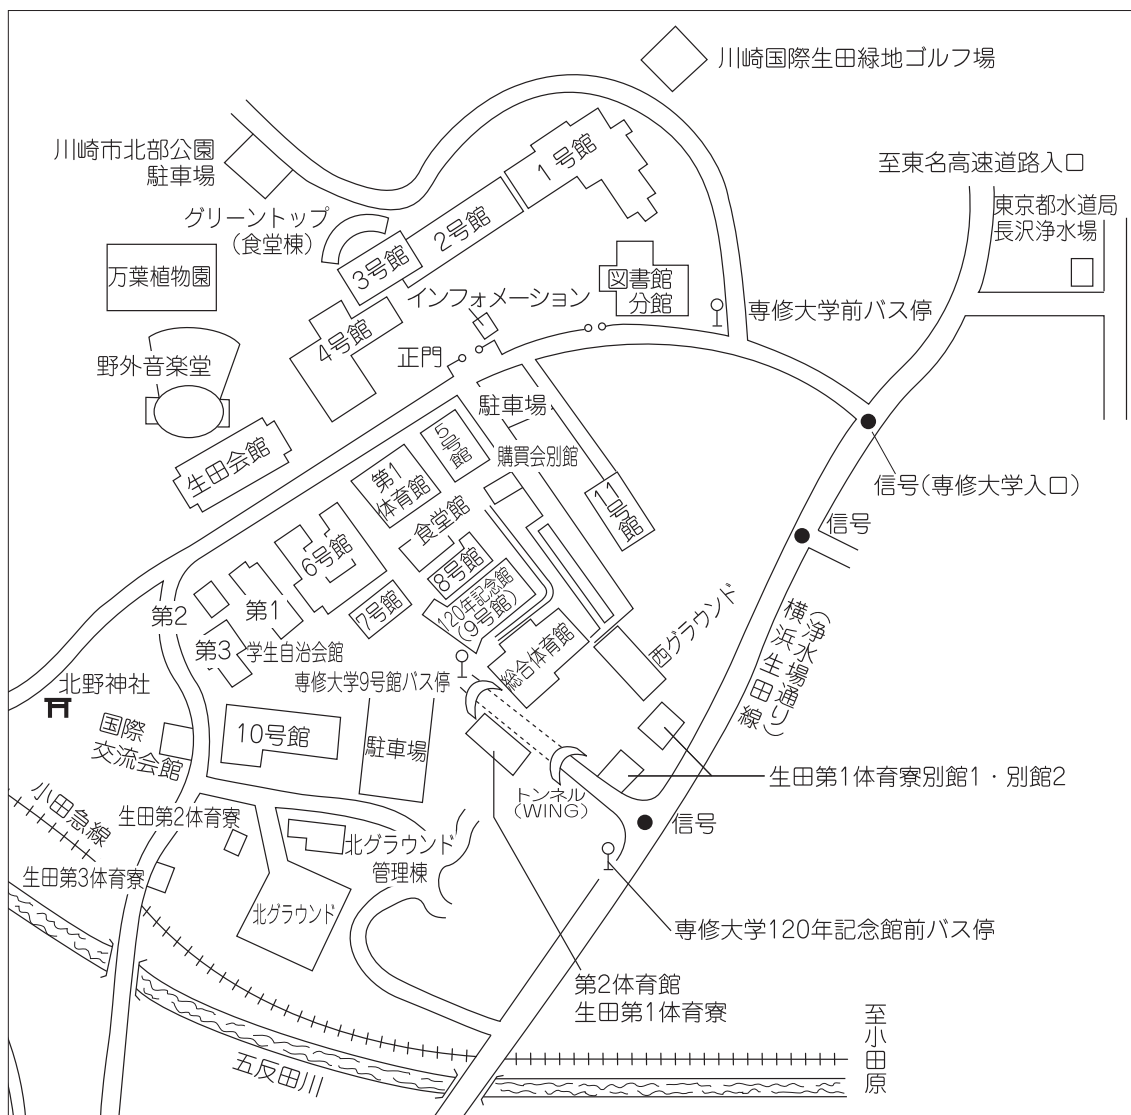 川崎国際生田緑地ゴルフ場
川崎市北部公園
駐車場
至東名高速道路入口
東京都水道局
長沢浄水場
1号館
2号館
3号館
グリーントップ
(食堂棟)
万葉植物園
インフォメーション
図書館
分館
専修大学前バス停
4号館
正門
野外音楽堂
駐車場
生田会館
5号館
購買会別館
第1
体育館
11号館
信号(専修大学入口)
信号
食堂館
6号館
8号館
7号館
120年記念館
(9号館)
第2
第1
第3
学生自治会館
総合体育館
西グラウンド
横浜生田線
(浄水場通り)
専修大学9号館バス停
北野神社
国際
交流会館
10号館
駐車場
生田第1体育寮別館1・別館2
トンネル
(WING)
信号
小田急線
生田第2体育寮
生田第3体育寮
北グラウンド
管理棟
北グラウンド
専修大学120年記念館前バス停
第2体育館
生田第1体育寮
五反田川
至小田原